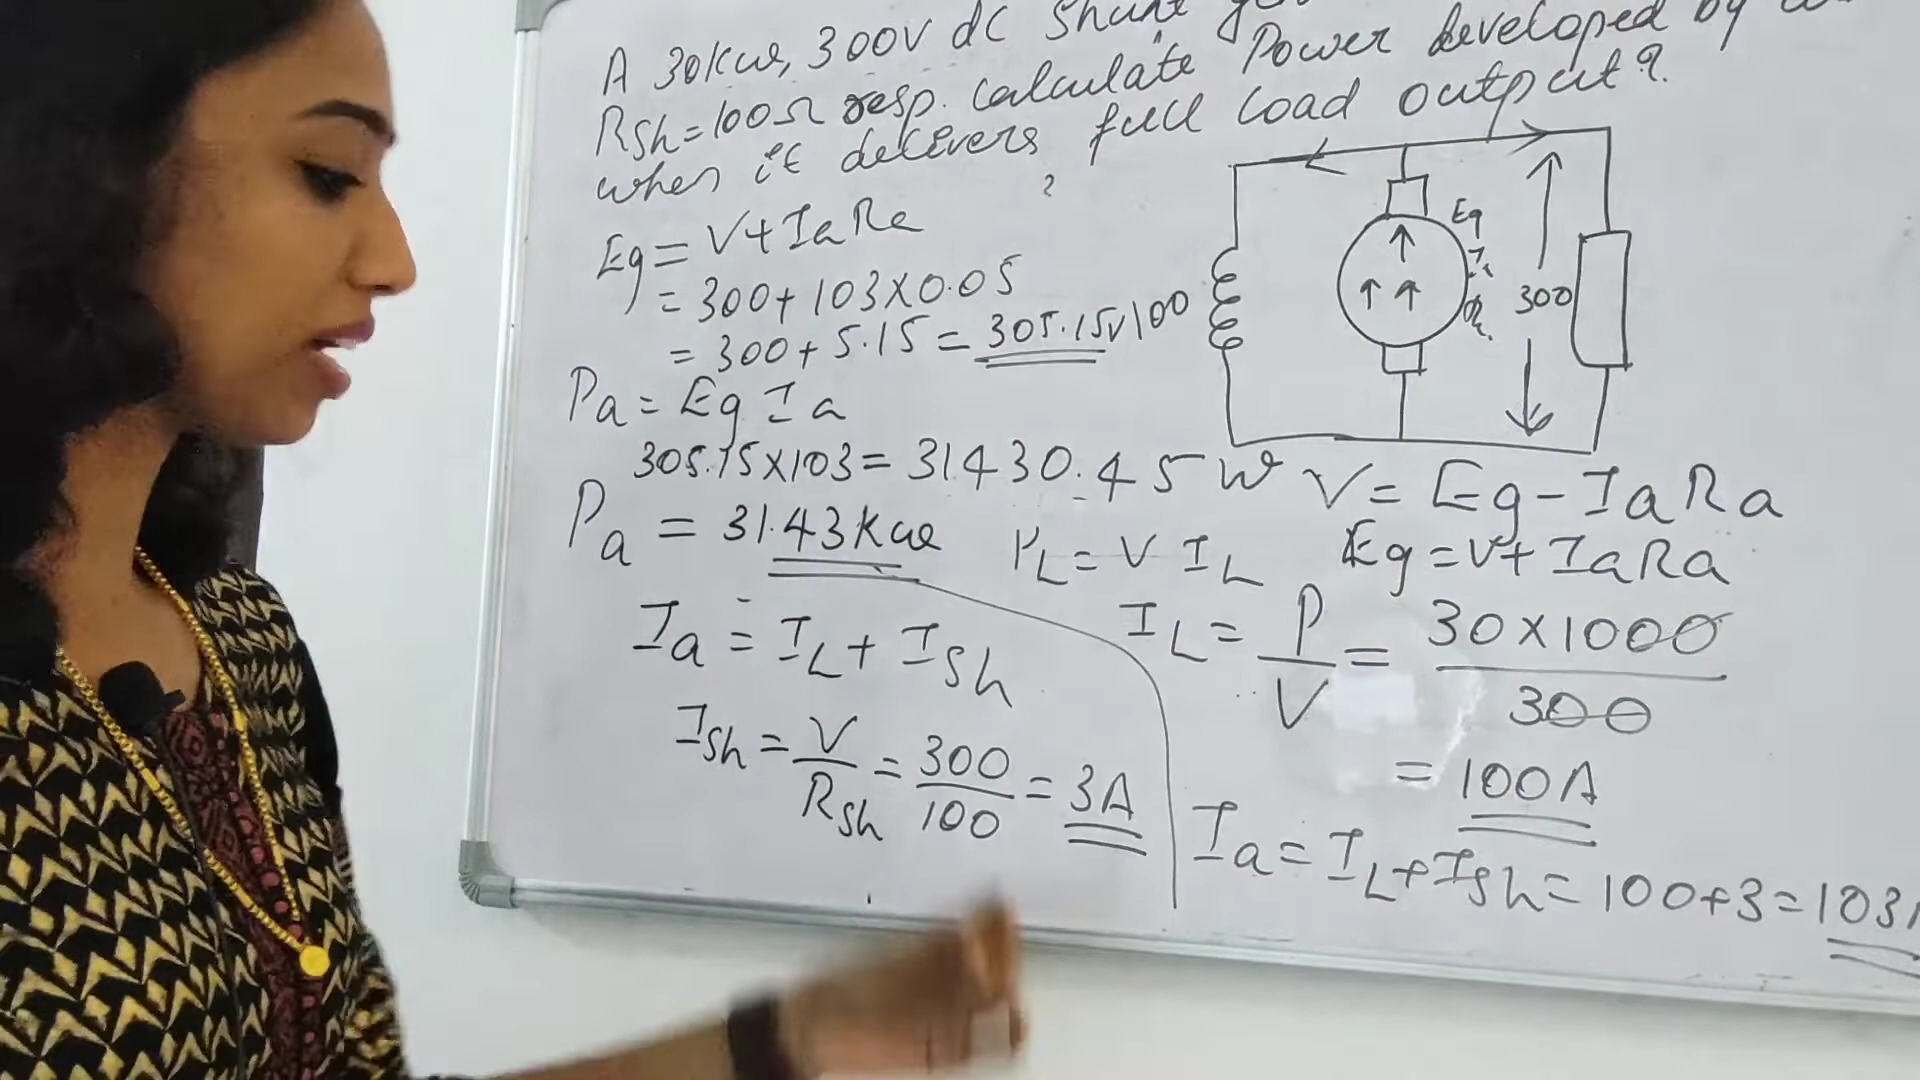 A 30kw, 300V dc Shunt
Rsh=100Ω resp. calculate Power developed by
when it delivers full load output?
Eg= V+IaRa
= 300+ 103×0.05
= 300+ 5.15 = 305.15V
Pa= Eg Ia
305.15×103= 31430.45 W
Pa = 31.43kw
Ia = IL+ Ish
Ish= V/Rsh = 300/100 = 3A
100
Eg
300
V= Eg-IaRa
Eg=V+IaRa
PL= V IL
IL= P/V = 30×1000/300
= 100A
Ia= IL+Ish= 100+3=103A